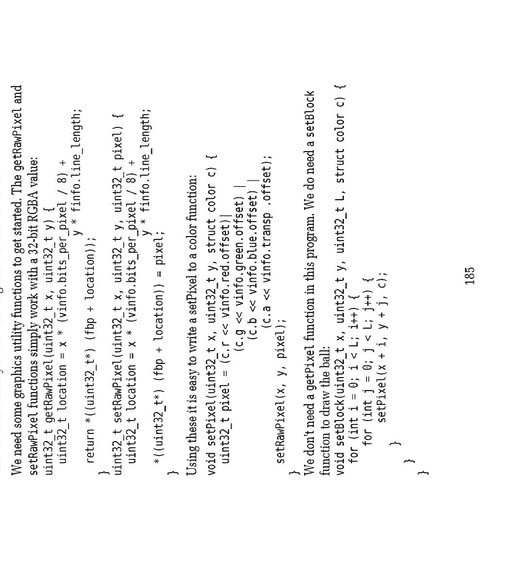 We need some graphics utility functions to get started. The getRawPixel and
setRawPixel functions simply work with a 32-bit RGBA value:
uint32_t getRawPixel(uint32_t x, uint32_t y) {
uint32_t location = x * (vinfo.bits_per_pixel / 8) +
y * finfo.line_length;
return *((uint32_t*) (fbp + location));
}
uint32_t setRawPixel(uint32_t x, uint32_t y, uint32_t pixel) {
uint32_t location = x * (vinfo.bits_per_pixel / 8) +
y * finfo.line_length;
*((uint32_t*) (fbp + location)) = pixel;
}
Using these it is easy to write a setPixel to a color function:
void setPixel(uint32_t x, uint32_t y, struct color c) {
uint32_t pixel = (c.r << vinfo.red.offset)|
(c.g << vinfo.green.offset) |
(c.b << vinfo.blue.offset) |
(c.a << vinfo.transp .offset);
setRawPixel(x, y, pixel);
}
We don't need a getPixel function in this program. We do need a setBlock
function to draw the ball:
void setBlock(uint32_t x, uint32_t y, uint32_t L, struct color c) {
for (int i = 0; i < L; i++) {
for (int j = 0; j < L; j++) {
setPixel(x + i, y + j, c);
}
}
}
185